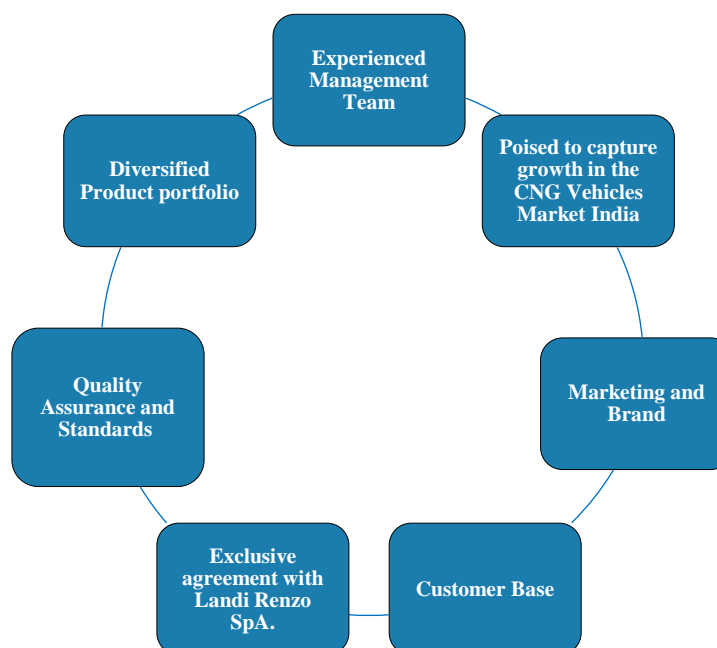 Experienced
Management
Team
Poised to capture
growth in the
CNG Vehicles
Market India
Marketing and
Brand
Customer Base
Exclusive
agreement with
Landi Renzo
SpA.
Quality
Assurance and
Standards
Diversified
Product portfolio